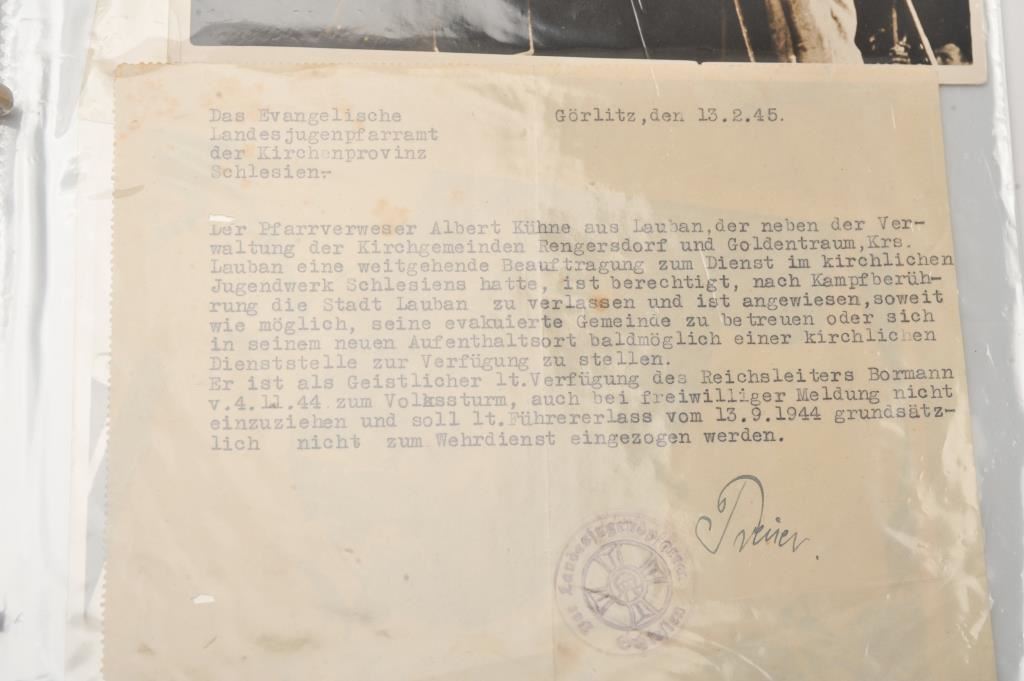 Das Evangelische Görlitz,den 13.2.45.
Landesjugenpfarramt
der Kirchenprovinz
Schlesien.-
Der Pfarrverweser Albert Kühne aus Lauban,der neben der Ver-
waltung der Kirchgemeinden Rengersdorf und Goldentraum,Krs.
Lauban eine weitgehende Beauftragung zum Dienst im kirchlichen
Jugendwerk Schlesiens hatte, ist berechtigt, nach Kampfberüh-
rung die Stadt Lauban zu verlassen und ist angewiesen,soweit
wie möglich, seine evakuierte Gemeinde zu betreuen oder sich
in seinem neuen Aufenthaltsort baldmöglich einer kirchlichen
Dienststelle zur Verfügung zu stellen.
Er ist als Geistlicher lt.Verfügung des Reichsleiters Bormann
v.4.11.44 zum Volkssturm, auch bei freiwilliger Meldung nicht
einzuziehen und soll lt.Führererlass vom 13.9.1944 grundsätz-
lich nicht zum Wehrdienst eingezogen werden.